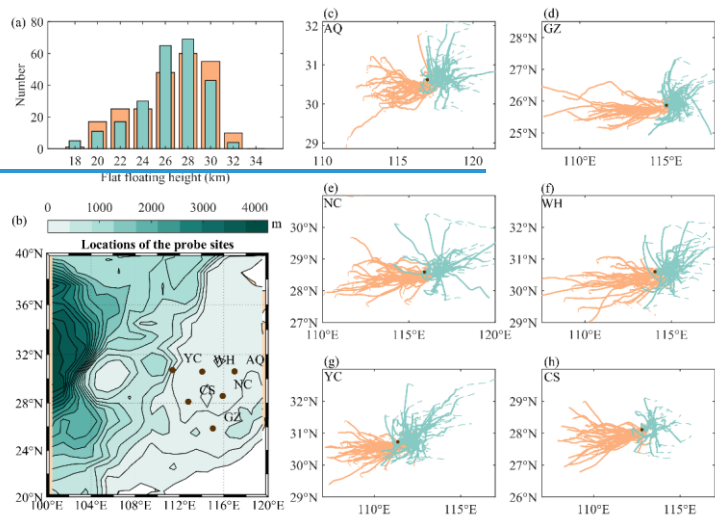 (a)
80
60
40
20
0
Number
18 20 22 24 26 28 30 32 34
Flat floating height (km)
(b)
0 1000 2000 3000 4000 m
Locations of the probe sites
40°N
36°N
32°N
28°N
24°N
20°N
YC WH AQ
CS NC
GZ
100°E 104°E 108°E 112°E 116°E 120°E
(c)
AQ
32
31
30
29
110 115 120
(d)
GZ
28°N
27°N
26°N
25°N
110°E 115°E
(e)
NC
31°N
30°N
29°N
28°N
27°N
110°E 115°E 120°E
(f)
WH
32°N
31°N
30°N
29°N
110°E 115°E
(g)
YC
32°N
31°N
30°N
29°N
110°E 115°E
(h)
CS
29°N
28°N
27°N
26°N
110°E 115°E